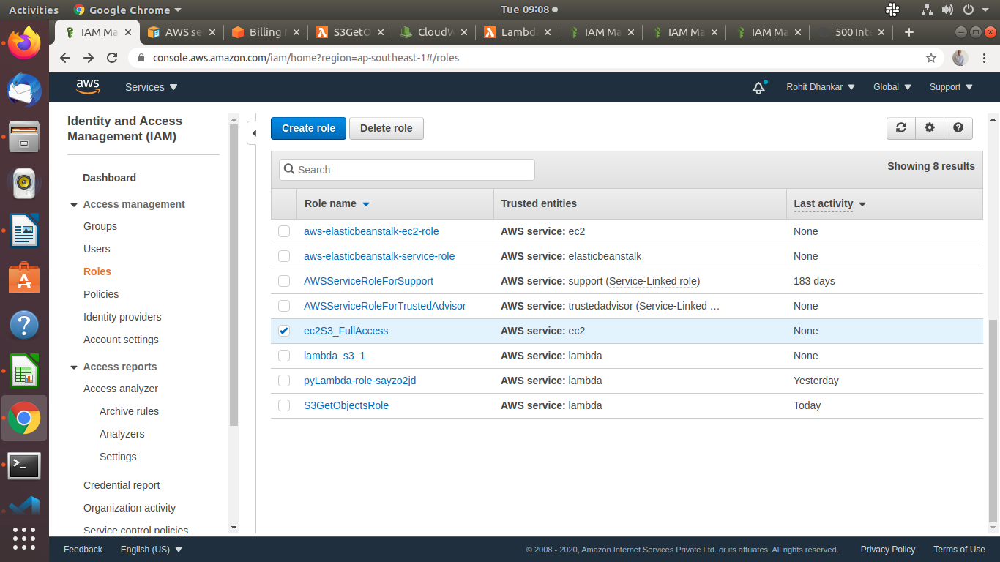 Activities
Google Chrome
Tue 09:08
IAM Ma
AWS se
Billing
S3GetO
CloudW
Lambda
IAM Ma
IAM Ma
IAM Ma
500 Inte
console.aws.amazon.com/iam/home?region=ap-southeast-1#/roles
aws
Services
Rohit Dhankar
Global
Support
Identity and Access
Management (IAM)
Dashboard
Access management
Groups
Users
Roles
Policies
Identity providers
Account settings
Access reports
Access analyzer
Archive rules
Analyzers
Settings
Credential report
Organization activity
Service control policies
Create role
Delete role
Search
Showing 8 results
Role name Trusted entities Last activity
aws-elasticbeanstalk-ec2-role AWS service: ec2 None
aws-elasticbeanstalk-service-role AWS service: elasticbeanstalk None
AWSServiceRoleForSupport AWS service: support (Service-Linked role) 183 days
AWSServiceRoleForTrustedAdvisor AWS service: trustedadvisor (Service-Linked … None
ec2S3_FullAccess AWS service: ec2 None
lambda_s3_1 AWS service: lambda None
pyLambda-role-sayzo2jd AWS service: lambda Yesterday
S3GetObjectsRole AWS service: lambda Today
Feedback
English (US)
© 2008 - 2020, Amazon Internet Services Private Ltd. or its affiliates. All rights reserved.
Privacy Policy
Terms of Use